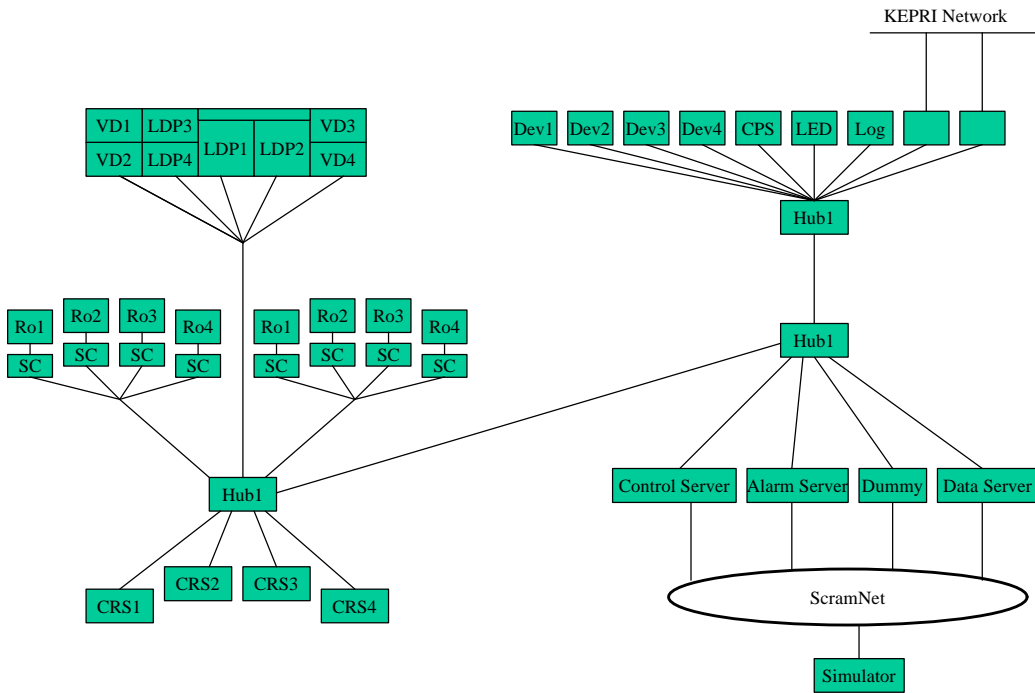 KEPRI Network
VD1 LDP3 VD3
LDP1 LDP2
VD2 LDP4 VD4
Dev1 Dev2 Dev3 Dev4 CPS LED Log
Hub1
Ro1 Ro2 Ro3 Ro4 Ro1 Ro2 Ro3 Ro4
SC SC SC SC SC SC SC SC
Hub1
Control Server Alarm Server Dummy Data Server
Hub1
CRS1 CRS2 CRS3 CRS4
ScramNet
Simulator